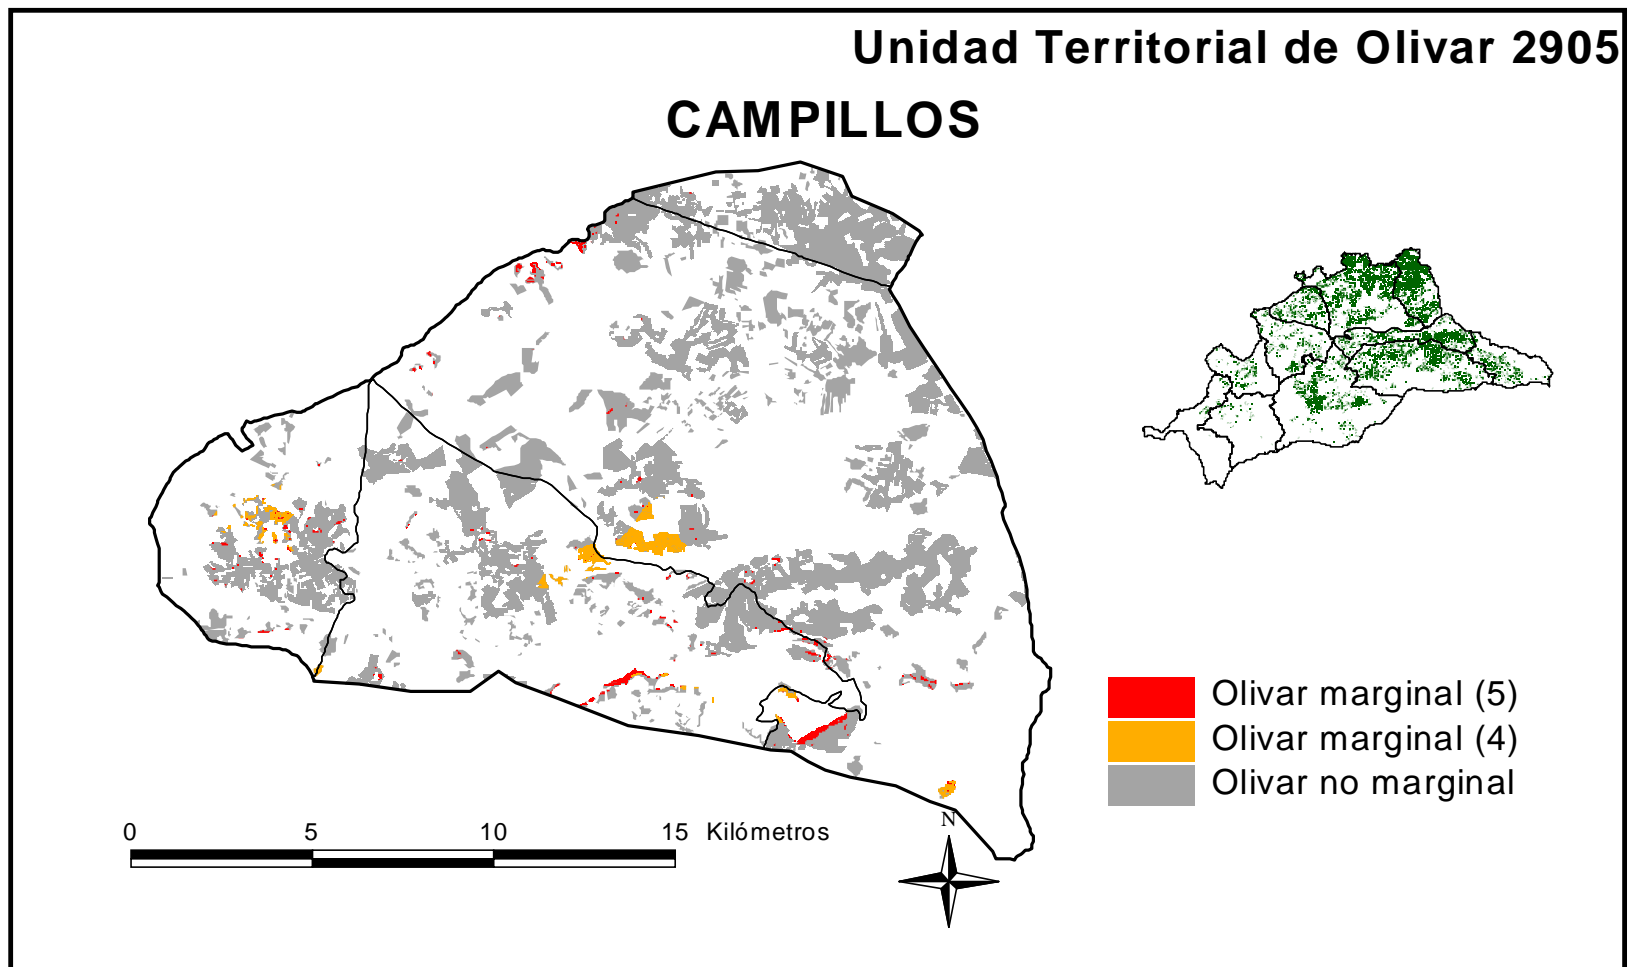 Unidad Territorial de Olivar 2905
CAMPILLOS
Olivar marginal (5)
Olivar marginal (4)
Olivar no marginal
0 5 10 15 Kilómetros
N